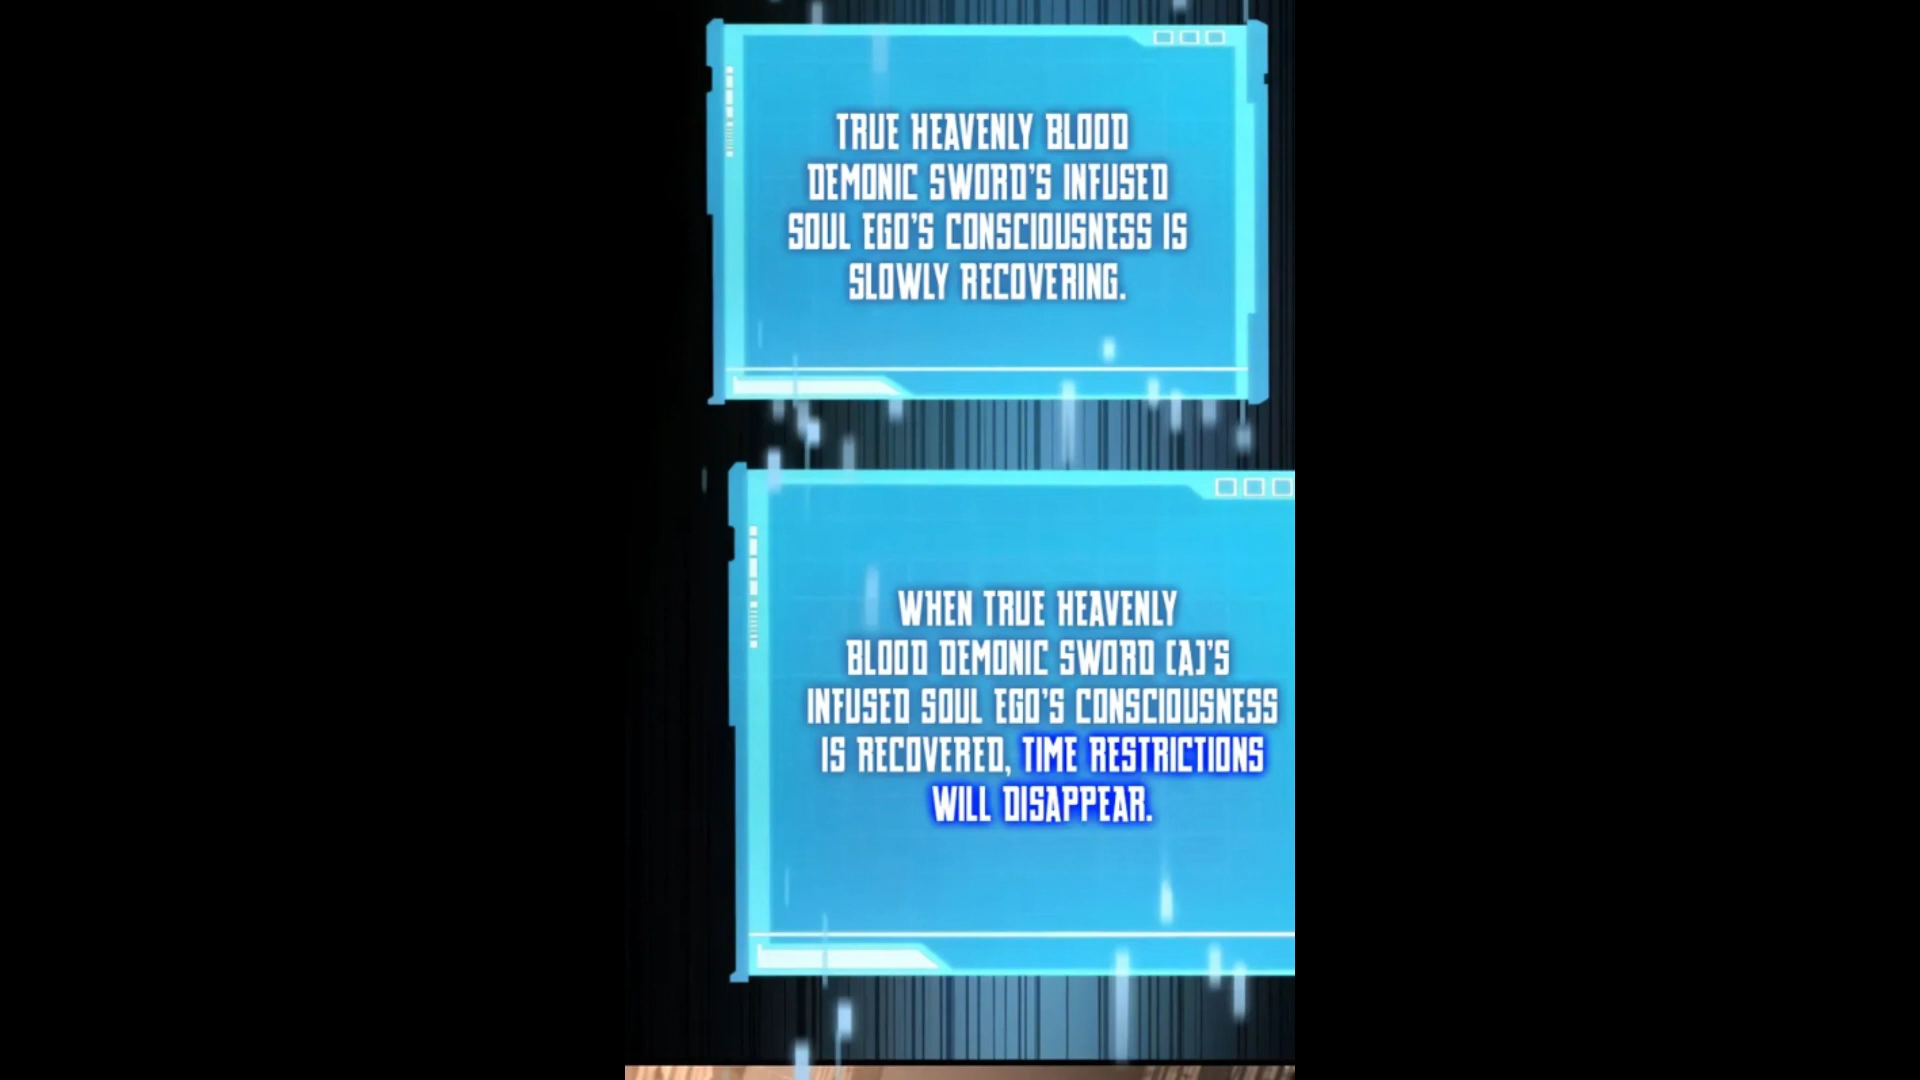 TRUE HEAVENLY BLOOD
DEMONIC SWORD'S INFUSED
SOUL EGO'S CONSCIOUSNESS IS
SLOWLY RECOVERING.
WHEN TRUE HEAVENLY
BLOOD DEMONIC SWORD (A)'S
INFUSED SOUL EGO'S CONSCIOUSNESS
IS RECOVERED, TIME RESTRICTIONS
WILL DISAPPEAR.